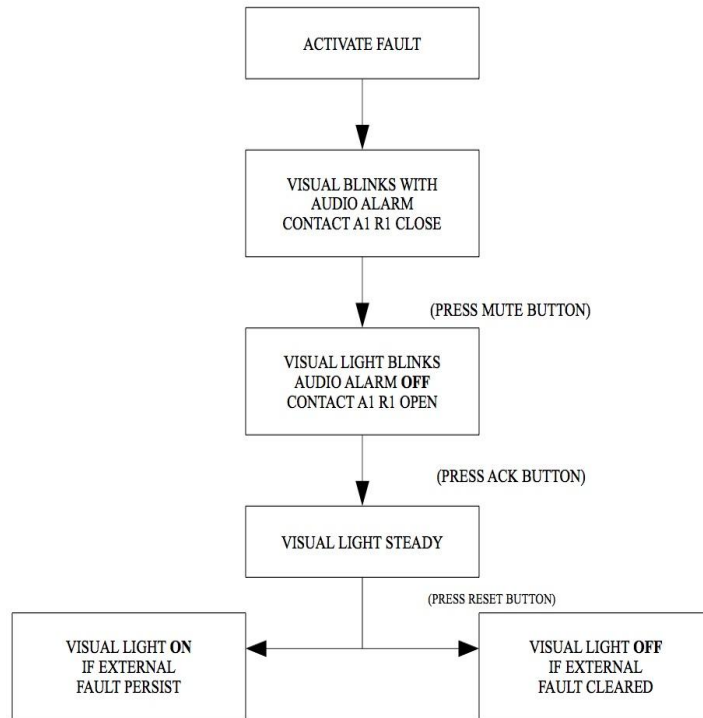 ACTIVATE FAULT
VISUAL BLINKS WITH
AUDIO ALARM
CONTACT A1 R1 CLOSE
(PRESS MUTE BUTTON)
VISUAL LIGHT BLINKS
AUDIO ALARM OFF
CONTACT A1 R1 OPEN
(PRESS ACK BUTTON)
VISUAL LIGHT STEADY
(PRESS RESET BUTTON)
VISUAL LIGHT ON
IF EXTERNAL
FAULT PERSIST
VISUAL LIGHT OFF
IF EXTERNAL
FAULT CLEARED